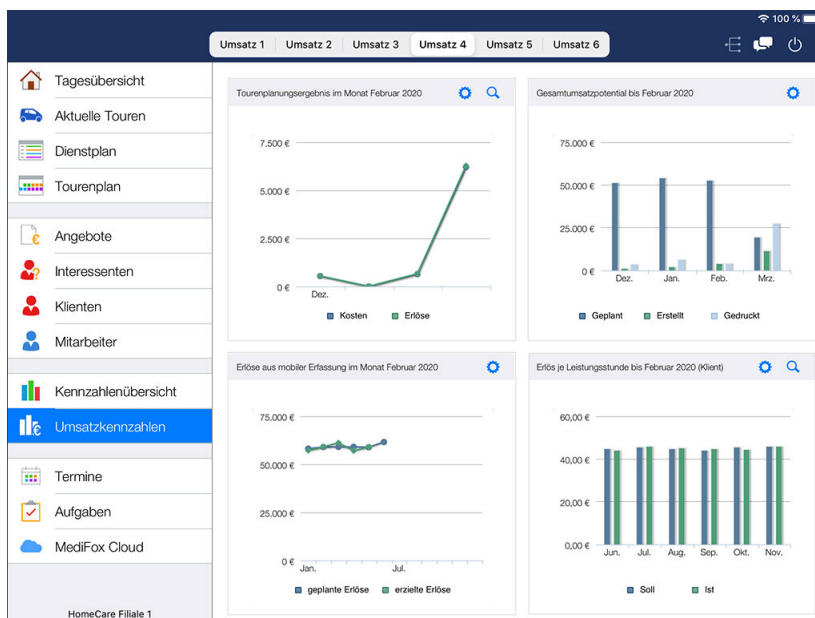 100 %
Umsatz 1 Umsatz 2 Umsatz 3 Umsatz 4 Umsatz 5 Umsatz 6
Tagesübersicht
Aktuelle Touren
Dienstplan
Tourenplan
Angebote
Interessenten
Klienten
Mitarbeiter
Kennzahlenübersicht
Umsatzkennzahlen
Termine
Aufgaben
MediFox Cloud
HomeCare Filiale 1
Tourenplanungsergebnis im Monat Februar 2020
7.500 €
5.000 €
2.500 €
0 €
Dez.
Kosten Erlöse
Gesamtumsatzpotential bis Februar 2020
75.000 €
50.000 €
25.000 €
0 €
Dez. Jan. Feb. Mrz.
Geplant Erstellt Gedruckt
Erlöse aus mobiler Erfassung im Monat Februar 2020
75.000 €
50.000 €
25.000 €
0 €
Jan. Jul.
geplante Erlöse erzielte Erlöse
Erlös je Leistungsstunde bis Februar 2020 (Klient)
60,00 €
40,00 €
20,00 €
0,00 €
Jun. Jul. Aug. Sep. Okt. Nov.
Soll Ist